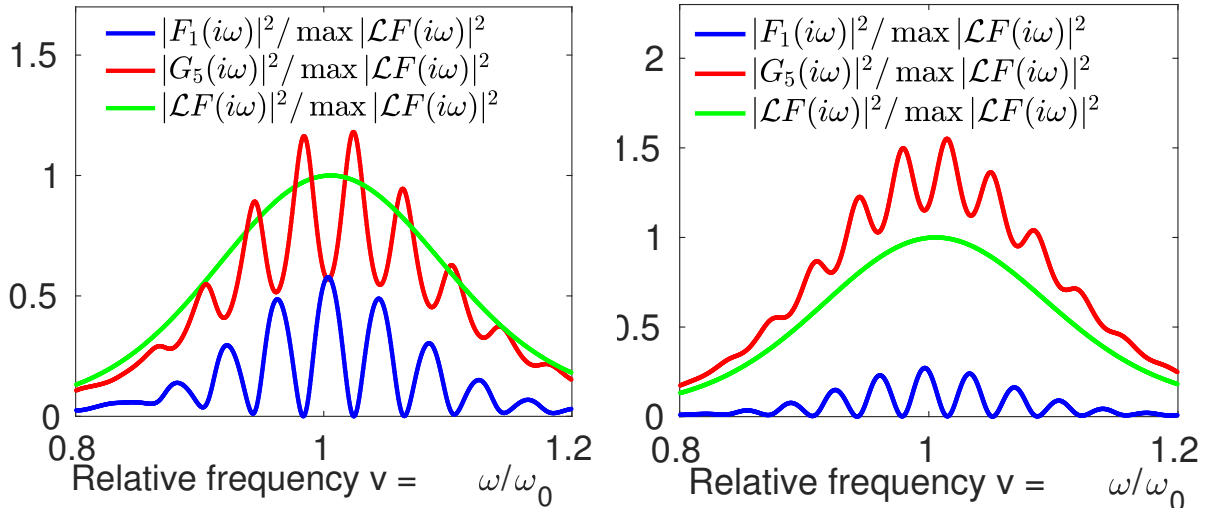 1.5
|F₁(iω)|²/ max |ℒF(iω)|²
|G₅(iω)|²/ max |ℒF(iω)|²
|ℒF(iω)|²/ max |ℒF(iω)|²
1
0.5
0
0.8 1 1.2
Relative frequency v = ω/ω₀
2
|F₁(iω)|²/ max |ℒF(iω)|²
|G₅(iω)|²/ max |ℒF(iω)|²
|ℒF(iω)|²/ max |ℒF(iω)|²
1.5
1
0.5
0
0.8 1 1.2
Relative frequency v = ω/ω₀